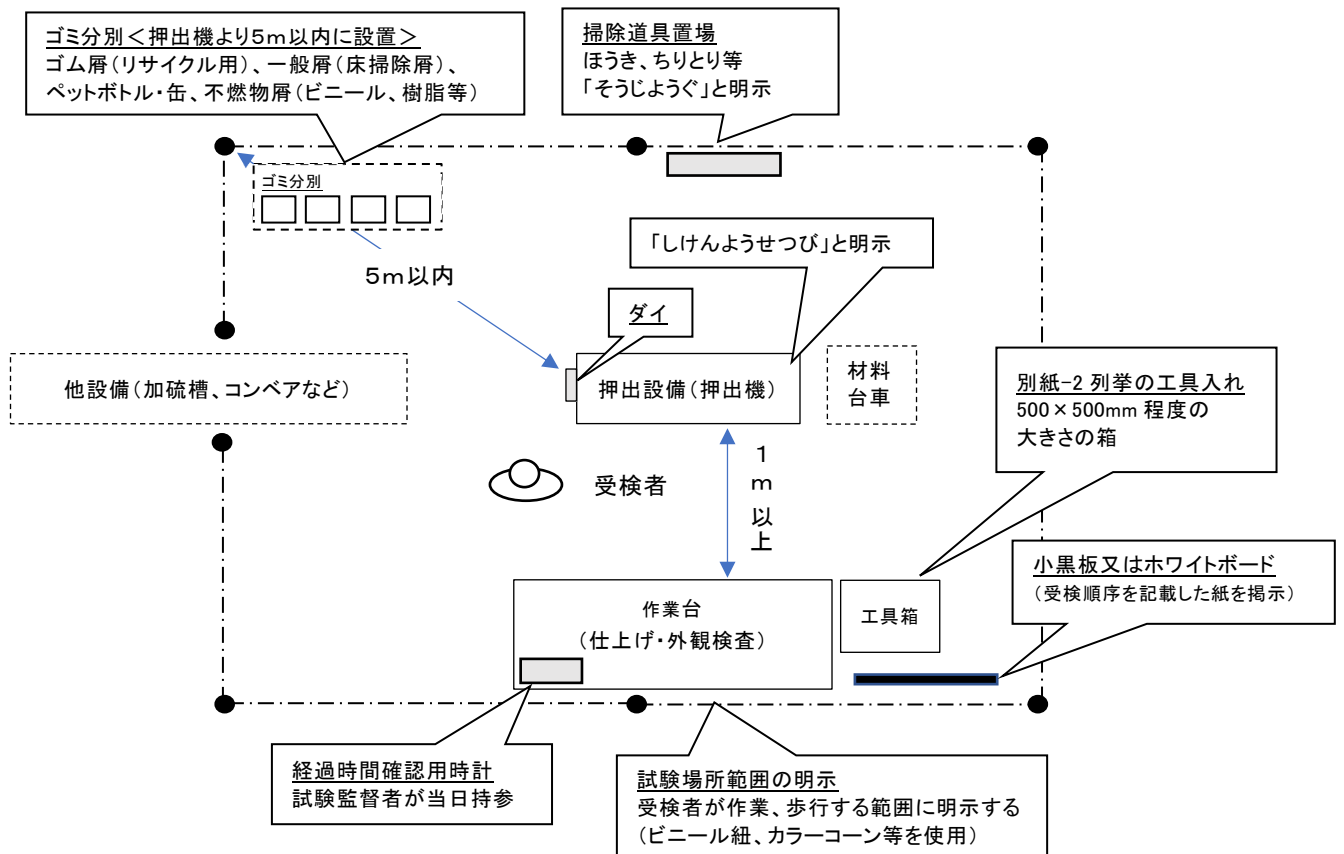 ゴミ分別<押出機より5m以内に設置>
ゴム屑(リサイクル用)、一般屑(床掃除屑)、
ペットボトル・缶、不燃物屑(ビニール、樹脂等)
掃除道具置場
ほうき、ちりとり等
「そうじようぐ」と明示
ゴミ分別
「しけんようせつび」と明示
5m以内
ダイ
他設備(加硫槽、コンベアなど)
押出設備(押出機)
材料
台車
別紙-2 列挙の工具入れ
500×500mm 程度の
大きさの箱
受検者
1m以上
小黒板又はホワイトボード
(受検順序を記載した紙を掲示)
作業台
(仕上げ・外観検査)
工具箱
経過時間確認用時計
試験監督者が当日持参
試験場所範囲の明示
受検者が作業、歩行する範囲に明示する
(ビニール紐、カラーコーン等を使用)